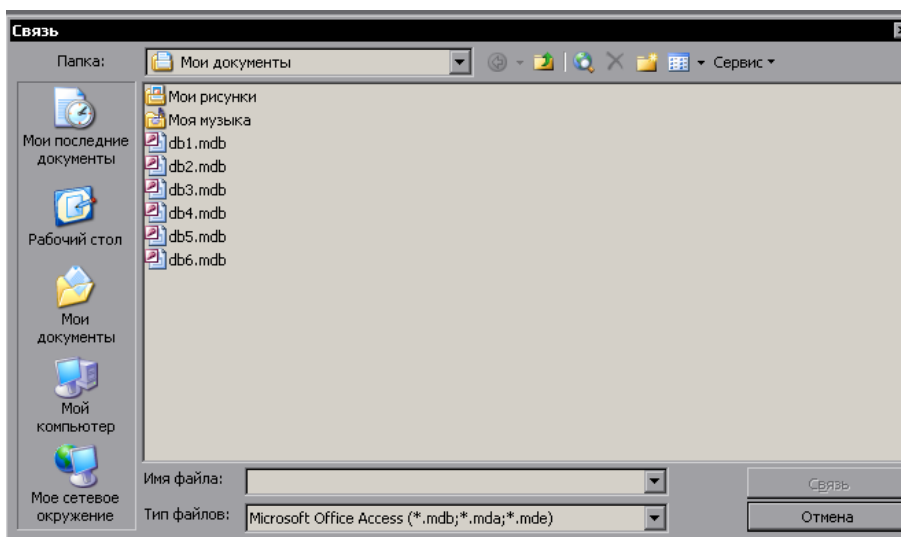 Связь
Папка:
Мои документы
Сервис
Мои рисунки
Моя музыка
db1.mdb
db2.mdb
db3.mdb
db4.mdb
db5.mdb
db6.mdb
Мои последние
документы
Рабочий стол
Мои
документы
Мой
компьютер
Мое сетевое
окружение
Имя файла:
Связь
Тип файлов:
Microsoft Office Access (*.mdb;*.mda;*.mde)
Отмена